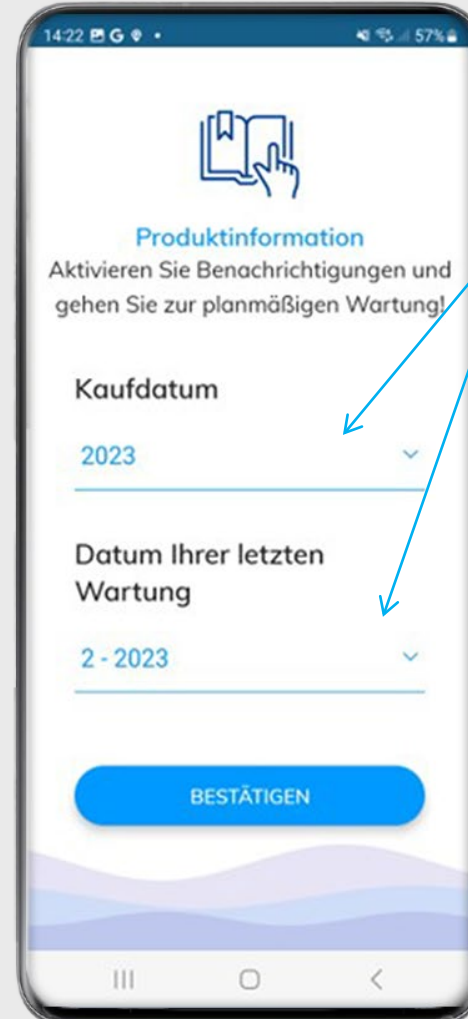 14:22 G
57%
Produktinformation
Aktivieren Sie Benachrichtigungen und
gehen Sie zur planmäßigen Wartung!
Kaufdatum
2023
Datum Ihrer letzten
Wartung
2 - 2023
BESTÄTIGEN